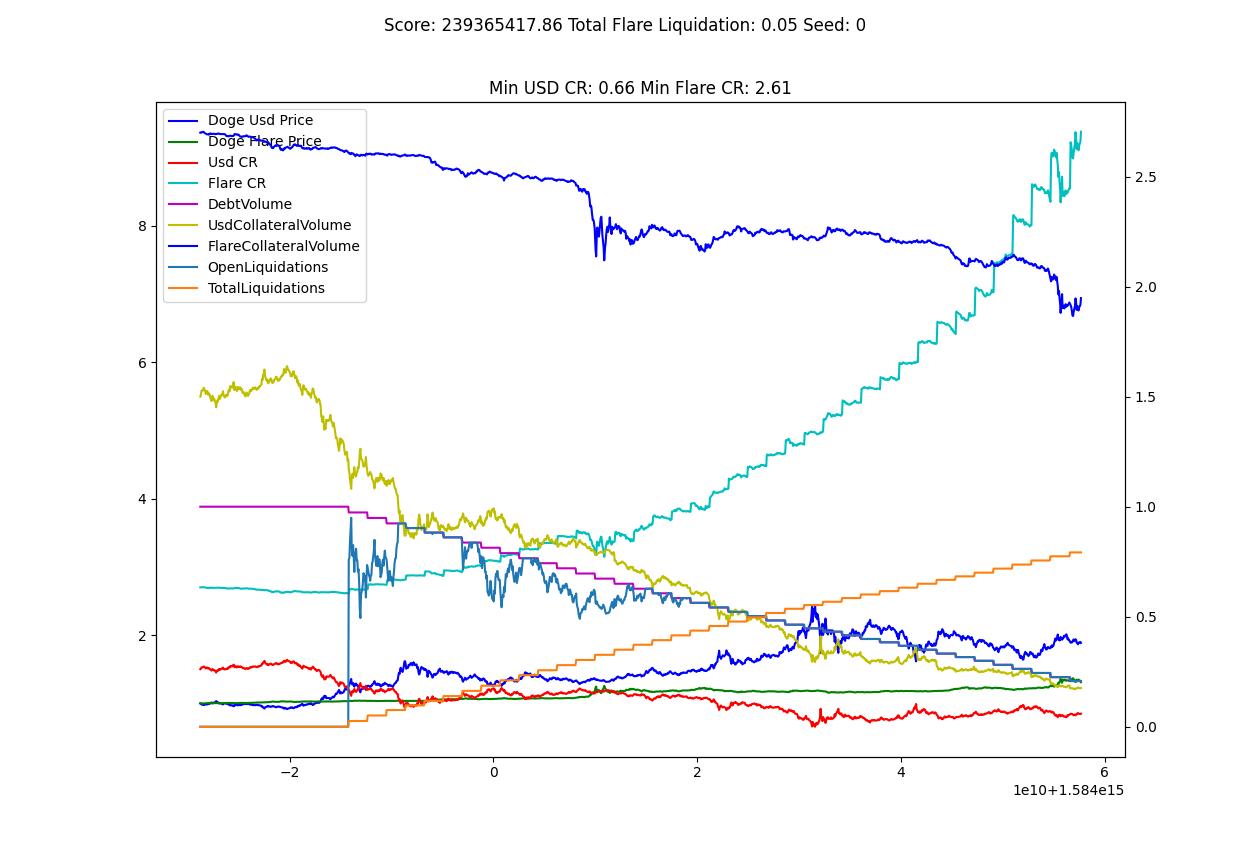 Score: 239365417.86 Total Flare Liquidation: 0.05 Seed: 0
Min USD CR: 0.66 Min Flare CR: 2.61
Doge Usd Price
Doge Flare Price
Usd CR
Flare CR
DebtVolume
UsdCollateralVolume
FlareCollateralVolume
OpenLiquidations
TotalLiquidations
8
6
4
2
2.5
2.0
1.5
1.0
0.5
0.0
−2 0 2 4 6
1e10+1.584e15